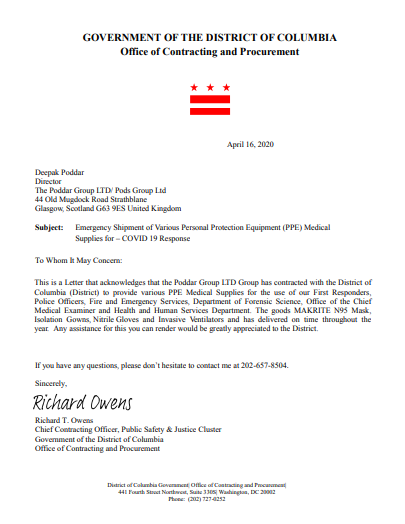 GOVERNMENT OF THE DISTRICT OF COLUMBIA
Office of Contracting and Procurement
April 16, 2020
Deepak Poddar
Director
The Poddar Group LTD/ Pods Group Ltd
44 Old Mugdock Road Strathblane
Glasgow, Scotland G63 9ES United Kingdom
Subject: Emergency Shipment of Various Personal Protection Equipment (PPE) Medical
Supplies for – COVID 19 Response
To Whom It May Concern:
This is a Letter that acknowledges that the Poddar Group LTD Group has contracted with the District of
Columbia (District) to provide various PPE Medical Supplies for the use of our First Responders,
Police Officers, Fire and Emergency Services, Department of Forensic Science, Office of the Chief
Medical Examiner and Health and Human Services Department. The goods MAKRITE N95 Mask,
Isolation Gowns, Nitrile Gloves and Invasive Ventilators and has delivered on time throughout the
year. Any assistance for this you can render would be greatly appreciated to the District.
If you have any questions, please don't hesitate to contact me at 202-657-8504.
Sincerely,
Richard Owens
Richard T. Owens
Chief Contracting Officer, Public Safety & Justice Cluster
Government of the District of Columbia
Office of Contracting and Procurement
District of Columbia Government| Office of Contracting and Procurement|
441 Fourth Street Northwest, Suite 330S| Washington, DC 20002
Phone: (202) 727-0252